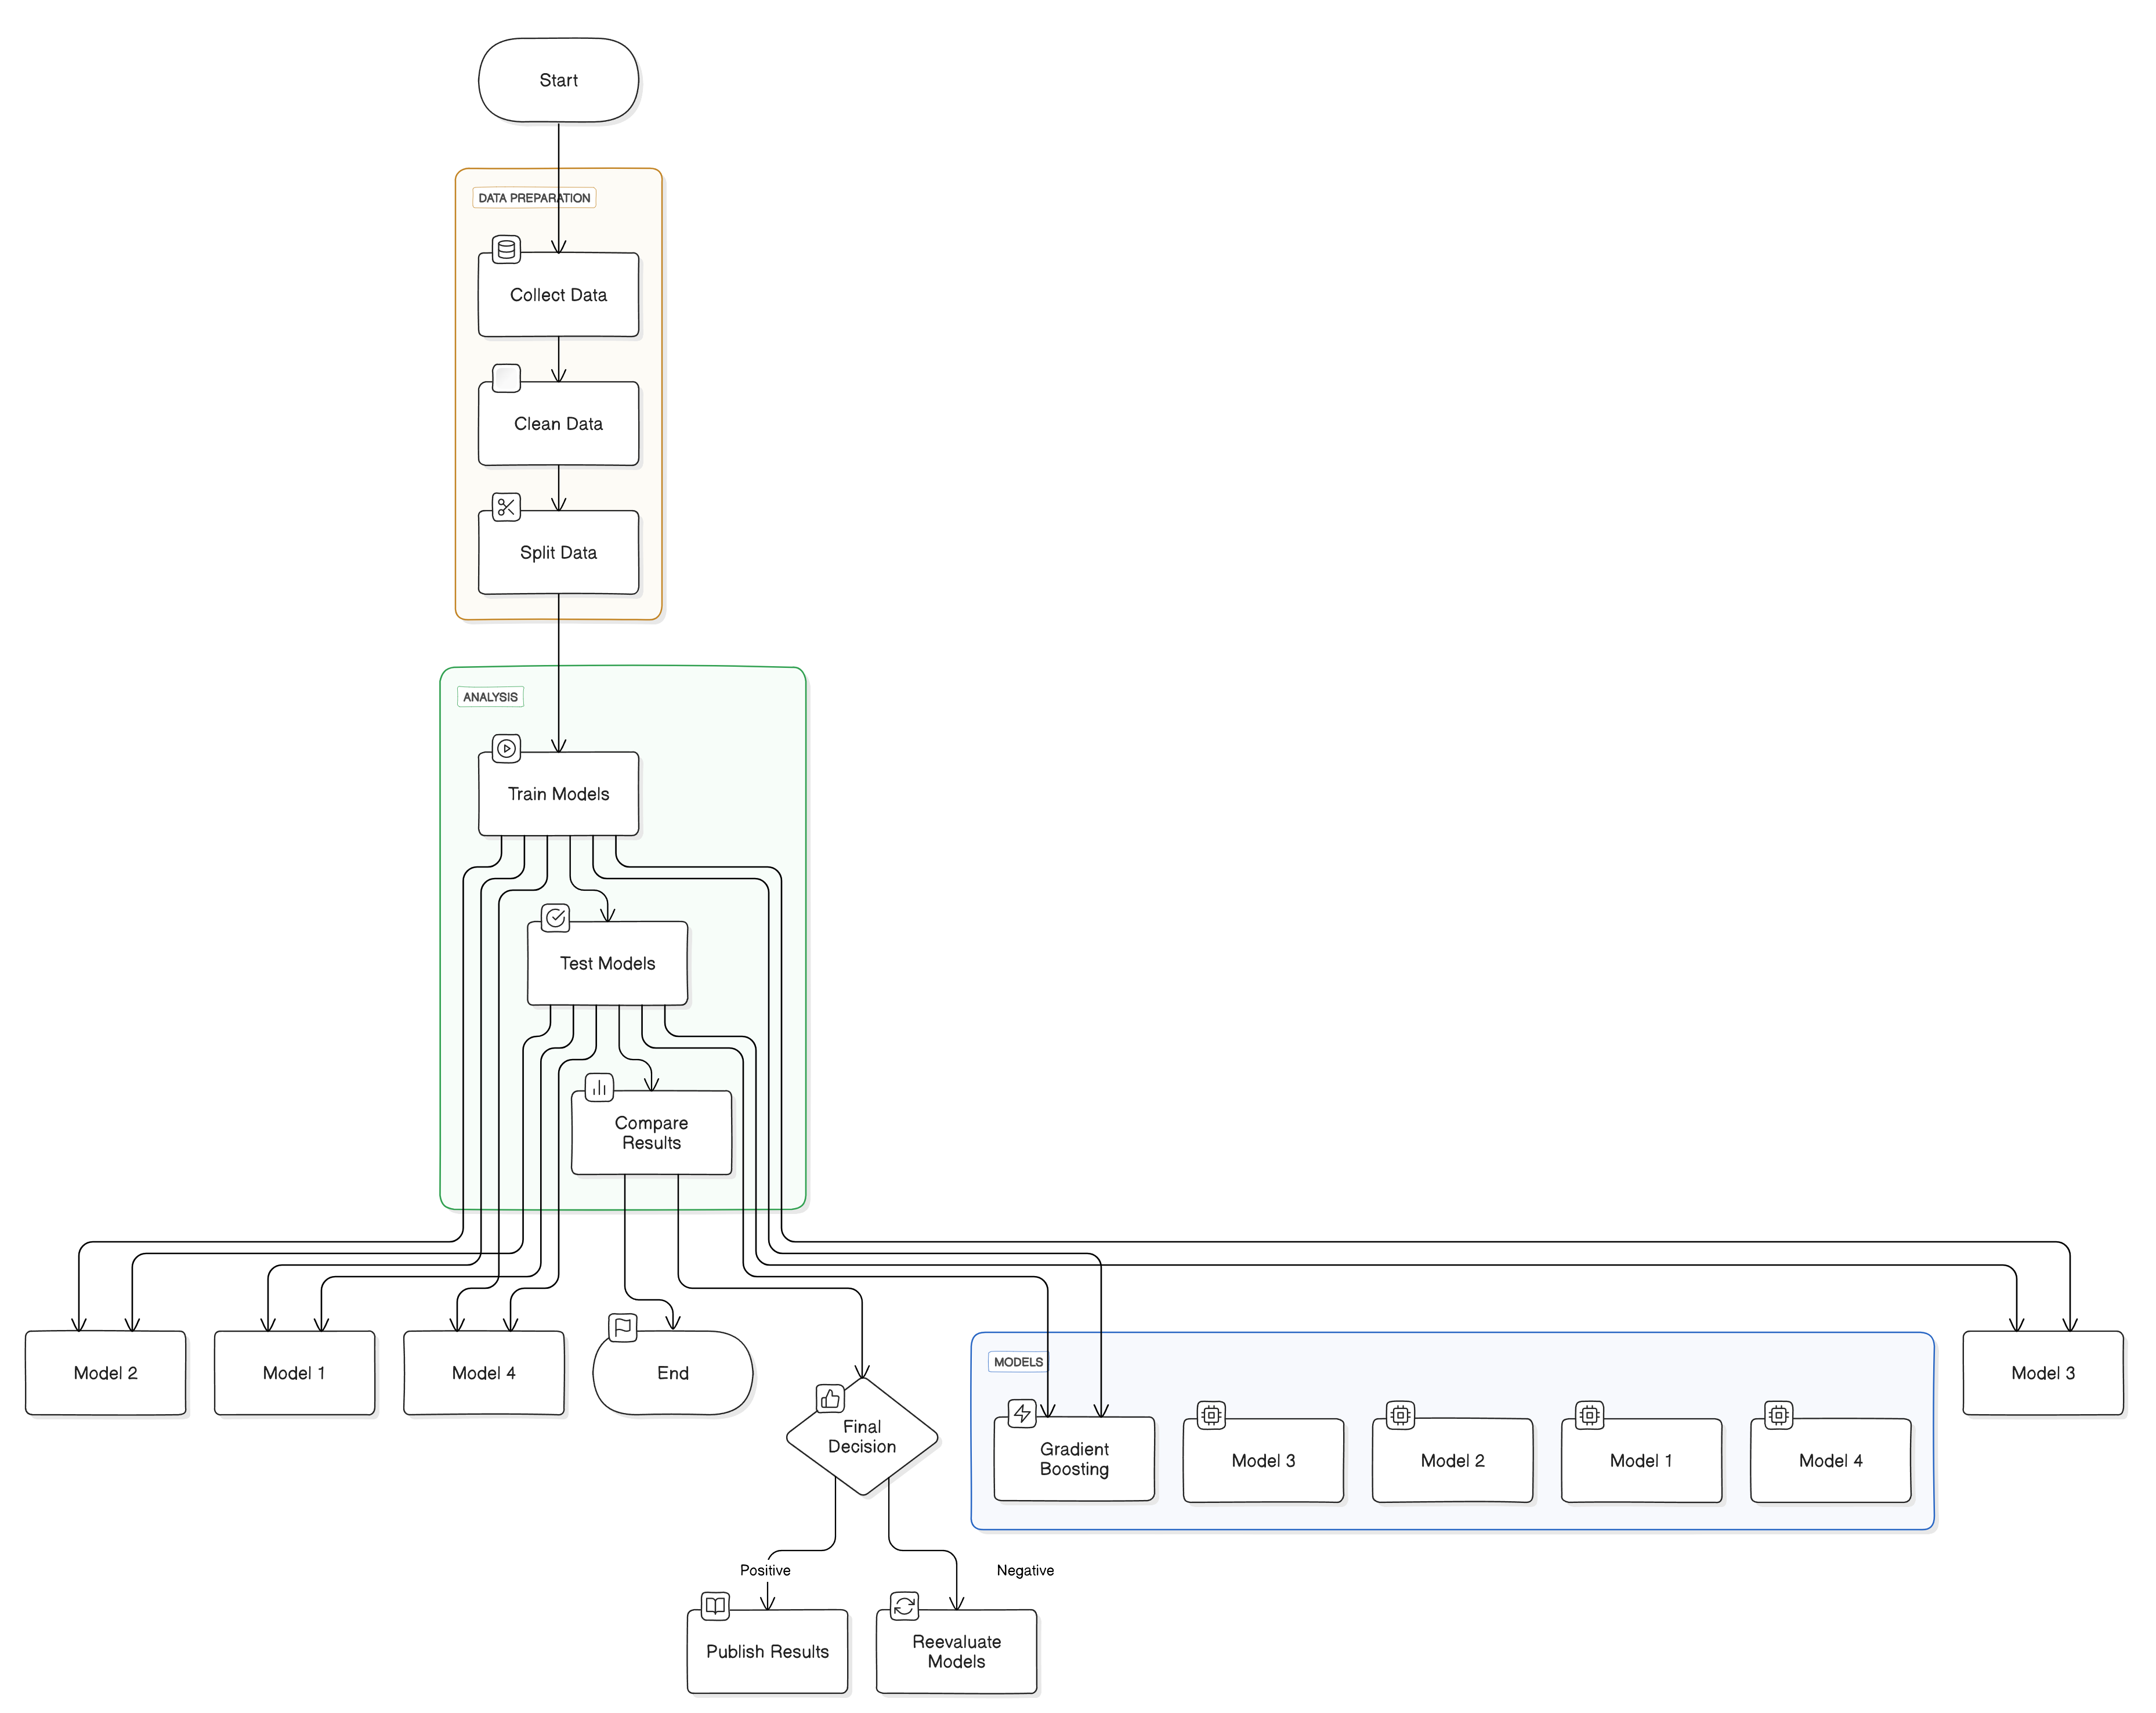 Start
DATA PREPARATION
Collect Data
Clean Data
Split Data
ANALYSIS
Train Models
Test Models
Compare
Results
Model 2
Model 1
Model 4
End
Final
Decision
MODELS
Gradient
Boosting
Model 3
Model 2
Model 1
Model 4
Model 3
Positive
Negative
Publish Results
Reevaluate
Models